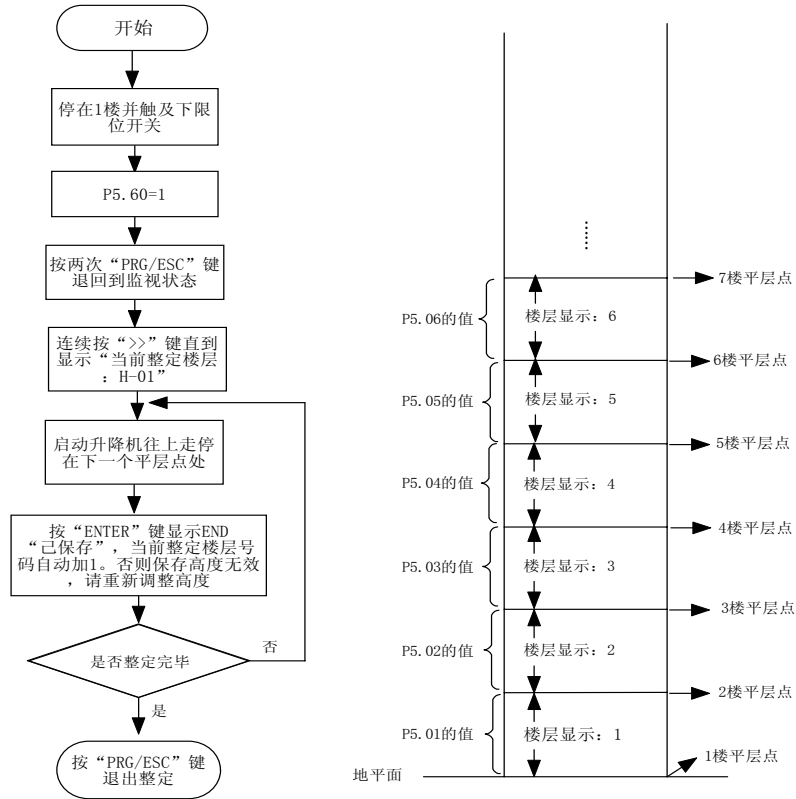 开始
停在1楼并触及下限
位开关
P5.60=1
按两次“PRG/ESC”键
退回到监视状态
连续按“>>”键直到
显示“当前整定楼层
：H-01”
启动升降机往上走停
在下一个平层点处
按“ENTER”键显示END
“己保存”，当前整定楼层号
码自动加1。否则保存高度无效
，请重新调整高度
是否整定完毕
否
是
按“PRG/ESC”键
退出整定
……
7楼平层点
P5.06的值
楼层显示：6
6楼平层点
P5.05的值
楼层显示：5
5楼平层点
P5.04的值
楼层显示：4
4楼平层点
P5.03的值
楼层显示：3
3楼平层点
P5.02的值
楼层显示：2
2楼平层点
P5.01的值
楼层显示：1
1楼平层点
地平面